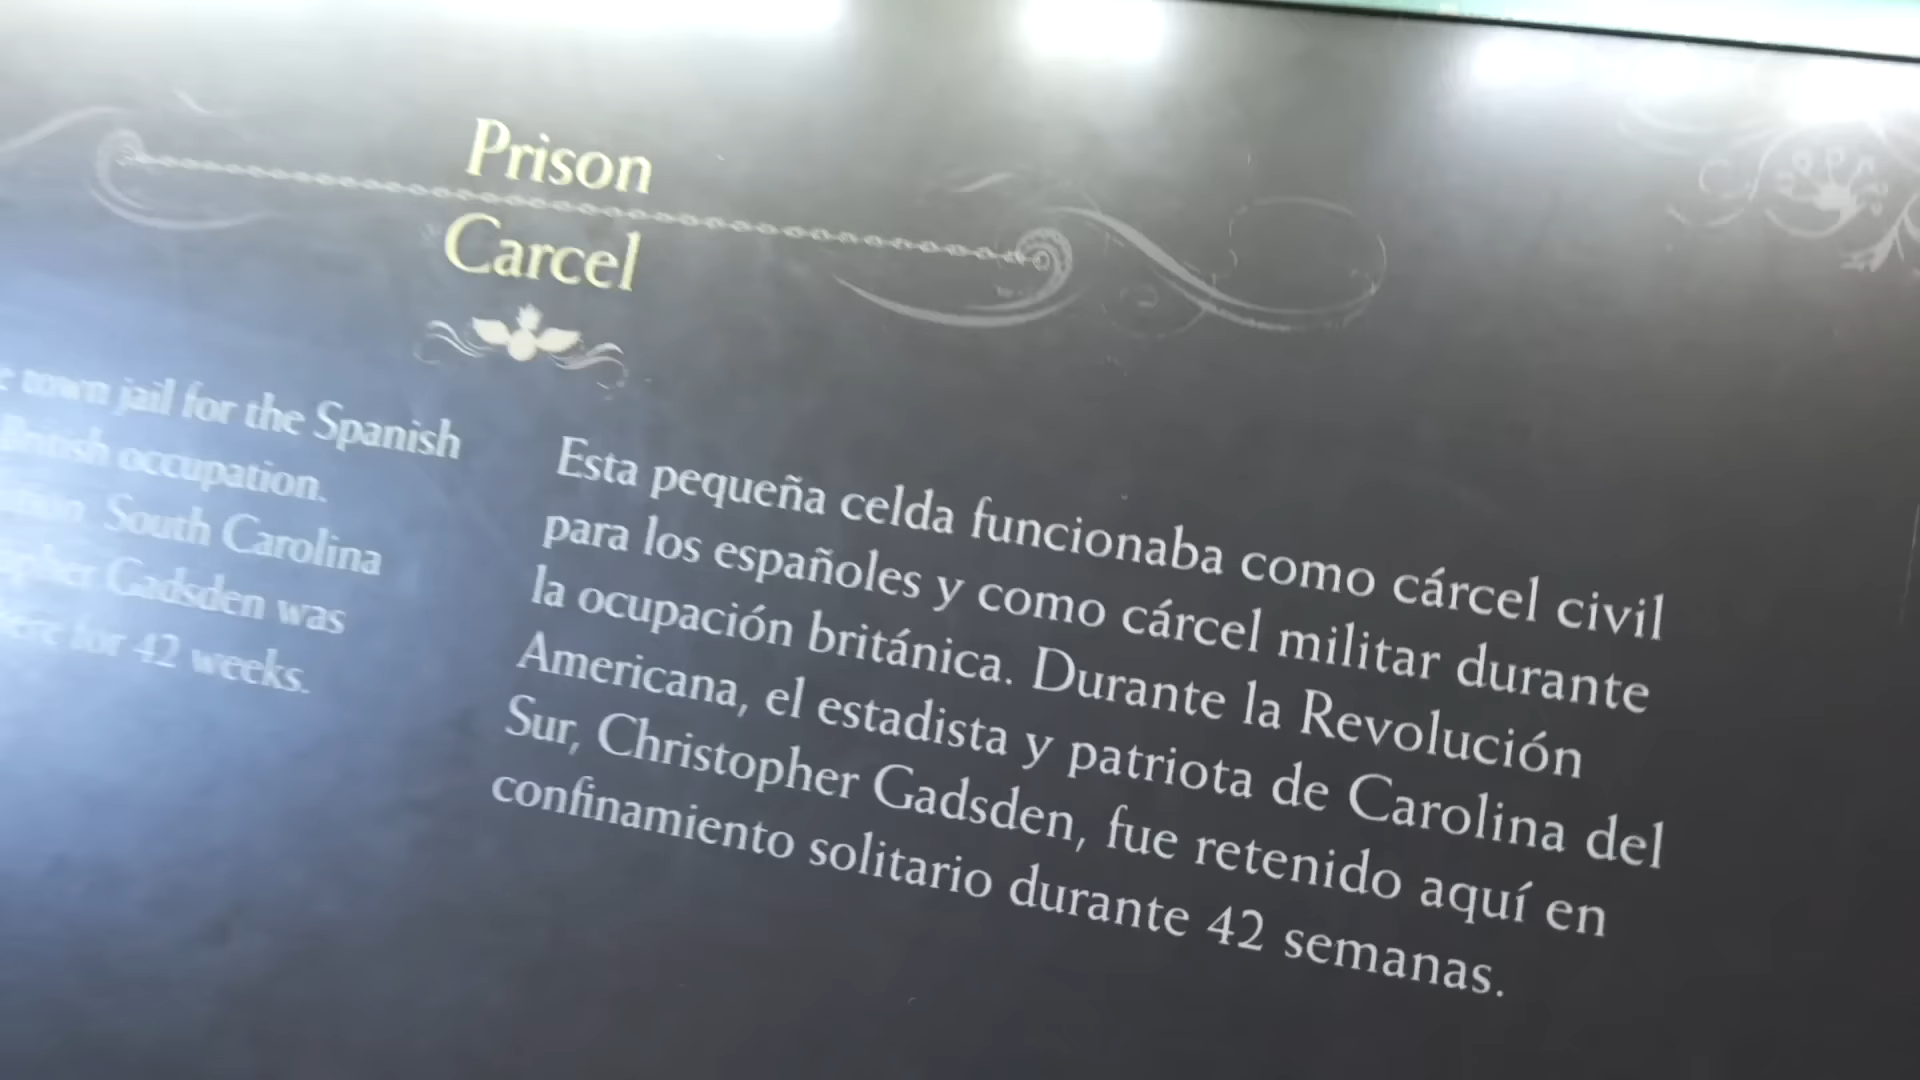 Prison
Carcel
town jail for the Spanish
British occupation.
South Carolina
Gadsden was
for 42 weeks.
Esta pequeña celda funcionaba como cárcel civil
para los españoles y como cárcel militar durante
la ocupación británica. Durante la Revolución
Americana, el estadista y patriota de Carolina del
Sur, Christopher Gadsden, fue retenido aquí en
confinamiento solitario durante 42 semanas.